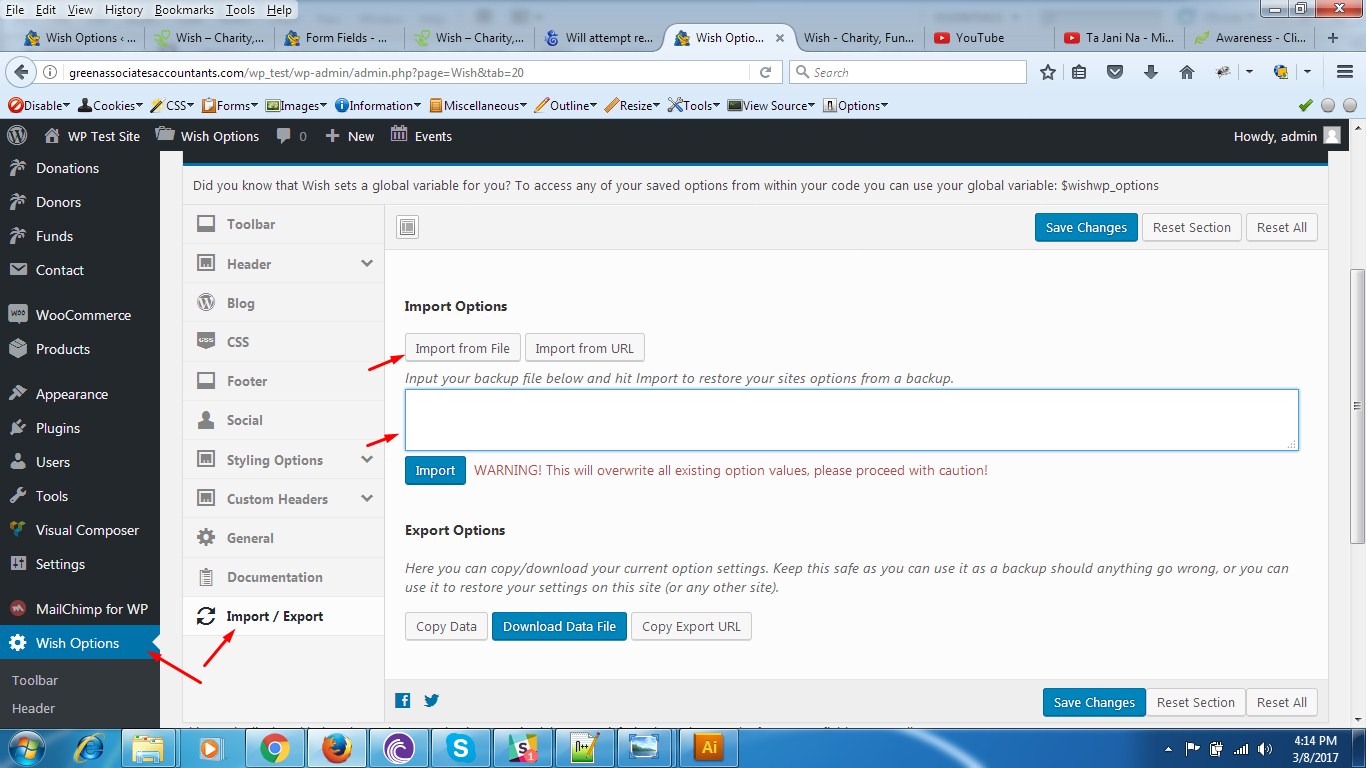 File Edit View History Bookmarks Tools Help
Wish Options ‹ ...
Wish – Charity,...
Form Fields - ...
Wish – Charity,...
Will attempt re...
Wish Optio...
Wish - Charity, Fun...
YouTube
Ta Jani Na - Mi...
Awareness - Cli...
greenassociatesaccountants.com/wp_test/wp-admin/admin.php?page=Wish&tab=20
Search
Disable Cookies CSS Forms Images Information Miscellaneous Outline Resize Tools View Source Options
WP Test Site Wish Options 0 New Events Howdy, admin
Donations
Donors
Funds
Contact
WooCommerce
Products
Appearance
Plugins
Users
Tools
Visual Composer
Settings
MailChimp for WP
Wish Options
Toolbar
Header
Did you know that Wish sets a global variable for you? To access any of your saved options from within your code you can use your global variable: $wishwp_options
Toolbar
Header
Blog
CSS
Footer
Social
Styling Options
Custom Headers
General
Documentation
Import / Export
Save Changes Reset Section Reset All
Import Options
Import from File Import from URL
Input your backup file below and hit Import to restore your sites options from a backup.
Import WARNING! This will overwrite all existing option values, please proceed with caution!
Export Options
Here you can copy/download your current option settings. Keep this safe as you can use it as a backup should anything go wrong, or you can
use it to restore your settings on this site (or any other site).
Copy Data Download Data File Copy Export URL
Save Changes Reset Section Reset All
4:14 PM
3/8/2017